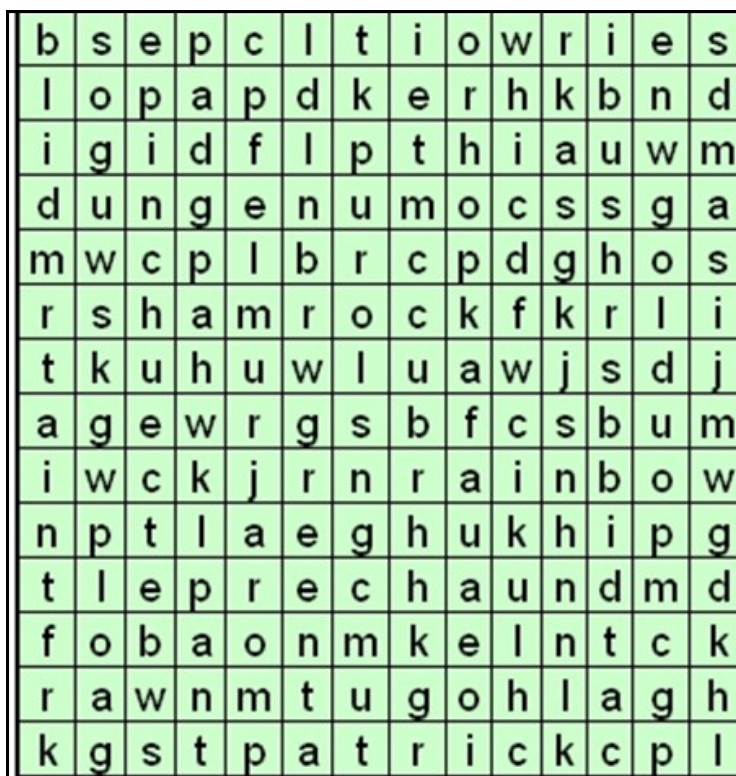 b s e p c l t i o w r i e s
l o p a p d k e r h k b n d
i g i d f l p t h i a u w m
d u n g e n u m o c s s g a
m w c p l b r c p d g h o s
r s h a m r o c k f k r l i
t k u h u w l u a w j s d j
a g e w r g s b f c s b u m
i w c k j r n r a i n b o w
n p t l a e g h u k h i p g
t l e p r e c h a u n d m d
f o b a o n m k e l n t c k
r a w n m t u g o h l a g h
k g s t p a t r i c k c p l